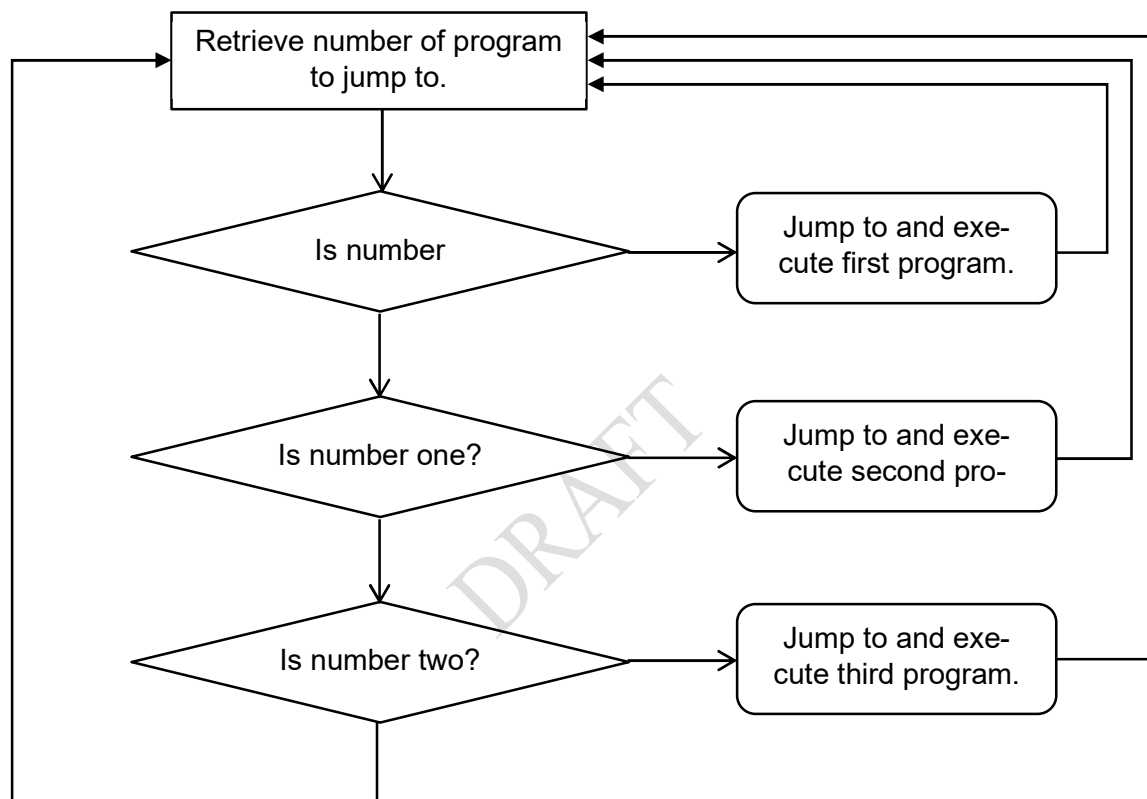 Retrieve number of program
to jump to.
Is number
Jump to and exe-
cute first program.
Is number one?
Jump to and exe-
cute second pro-
DRAFT
Is number two?
Jump to and exe-
cute third program.